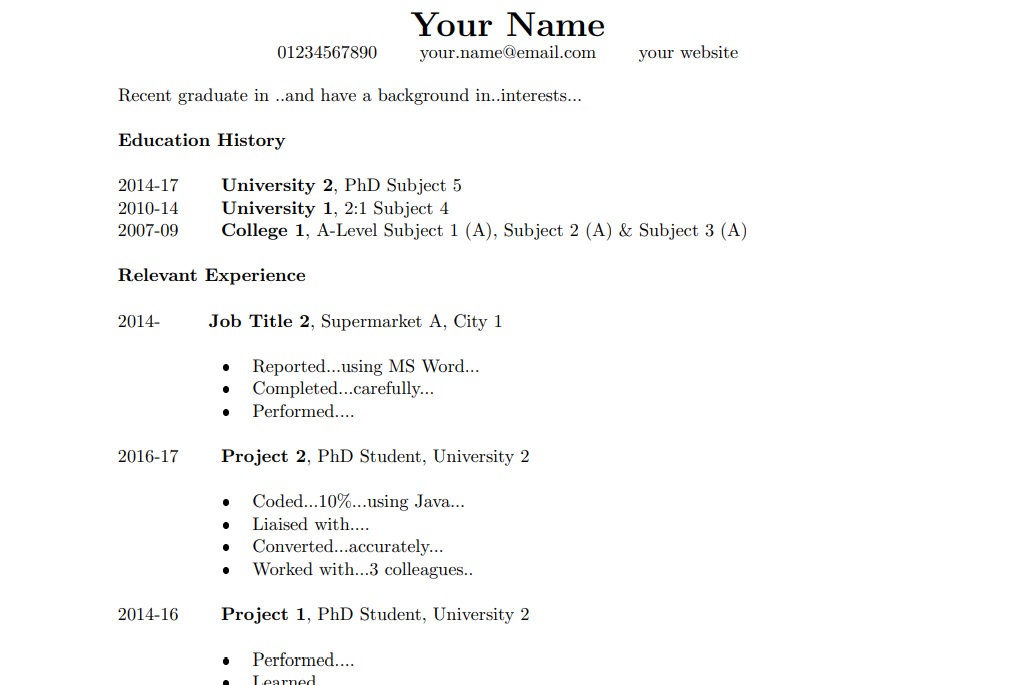 Your Name
01234567890 your.name@email.com your website
Recent graduate in ..and have a background in..interests...
Education History
2014-17 University 2, PhD Subject 5
2010-14 University 1, 2:1 Subject 4
2007-09 College 1, A-Level Subject 1 (A), Subject 2 (A) & Subject 3 (A)
Relevant Experience
2014- Job Title 2, Supermarket A, City 1
• Reported...using MS Word...
• Completed...carefully...
• Performed....
2016-17 Project 2, PhD Student, University 2
• Coded...10%...using Java...
• Liaised with....
• Converted...accurately...
• Worked with...3 colleagues..
2014-16 Project 1, PhD Student, University 2
• Performed....
• Learned